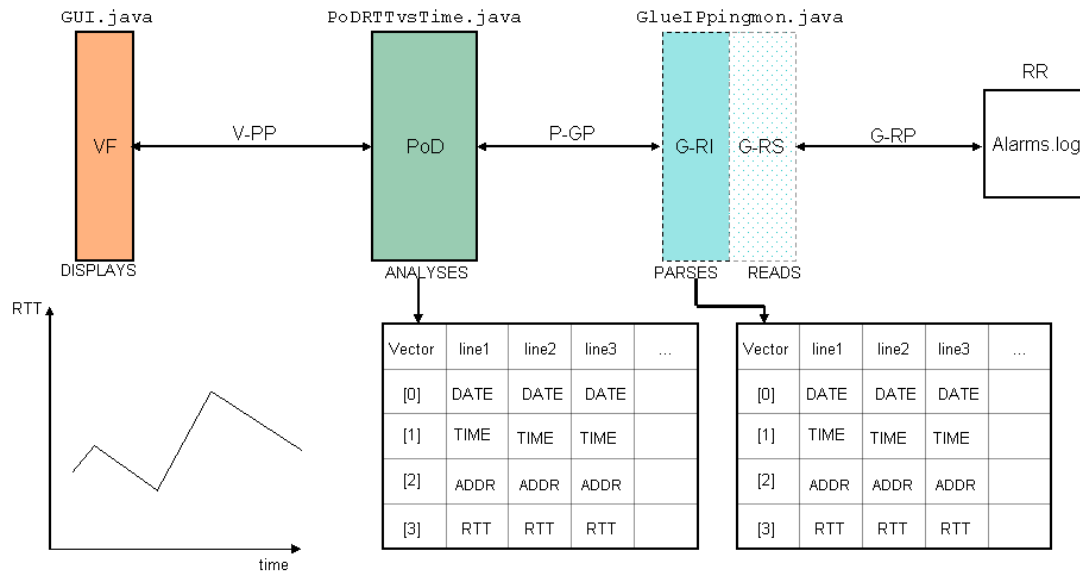 GUI.java
PoDRTTvsTime.java
GlueIPpingmon.java
RR
VF
V-PP
PoD
P-GP
G-RI
G-RS
G-RP
Alarms.log
DISPLAYS
ANALYSES
PARSES
READS
RTT
time
Vector line1 line2 line3 ...
[0] DATE DATE DATE
[1] TIME TIME TIME
[2] ADDR ADDR ADDR
[3] RTT RTT RTT
Vector line1 line2 line3 ...
[0] DATE DATE DATE
[1] TIME TIME TIME
[2] ADDR ADDR ADDR
[3] RTT RTT RTT